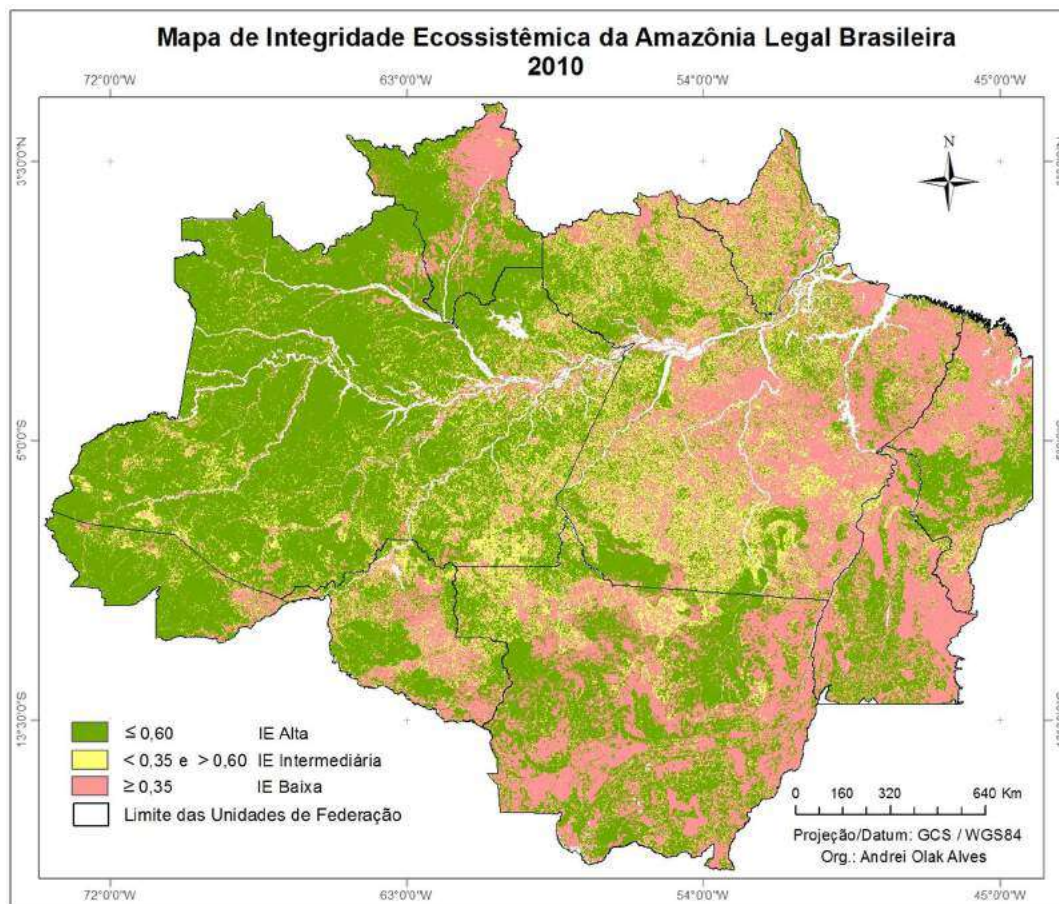 Mapa de Integridade Ecossistêmica da Amazônia Legal Brasileira
2010
72°0'0"W 63°0'0"W 54°0'0"W 45°0'0"W
3°30'N
N
5°0'0"S
13°30'S
≤ 0,60 IE Alta
< 0,35 e > 0,60 IE Intermediária
≥ 0,35 IE Baixa
Limite das Unidades de Federação
0 160 320 640 Km
Projeção/Datum: GCS / WGS84
Org.: Andrei Olak Alves
72°0'0"W 63°0'0"W 54°0'0"W 45°0'0"W